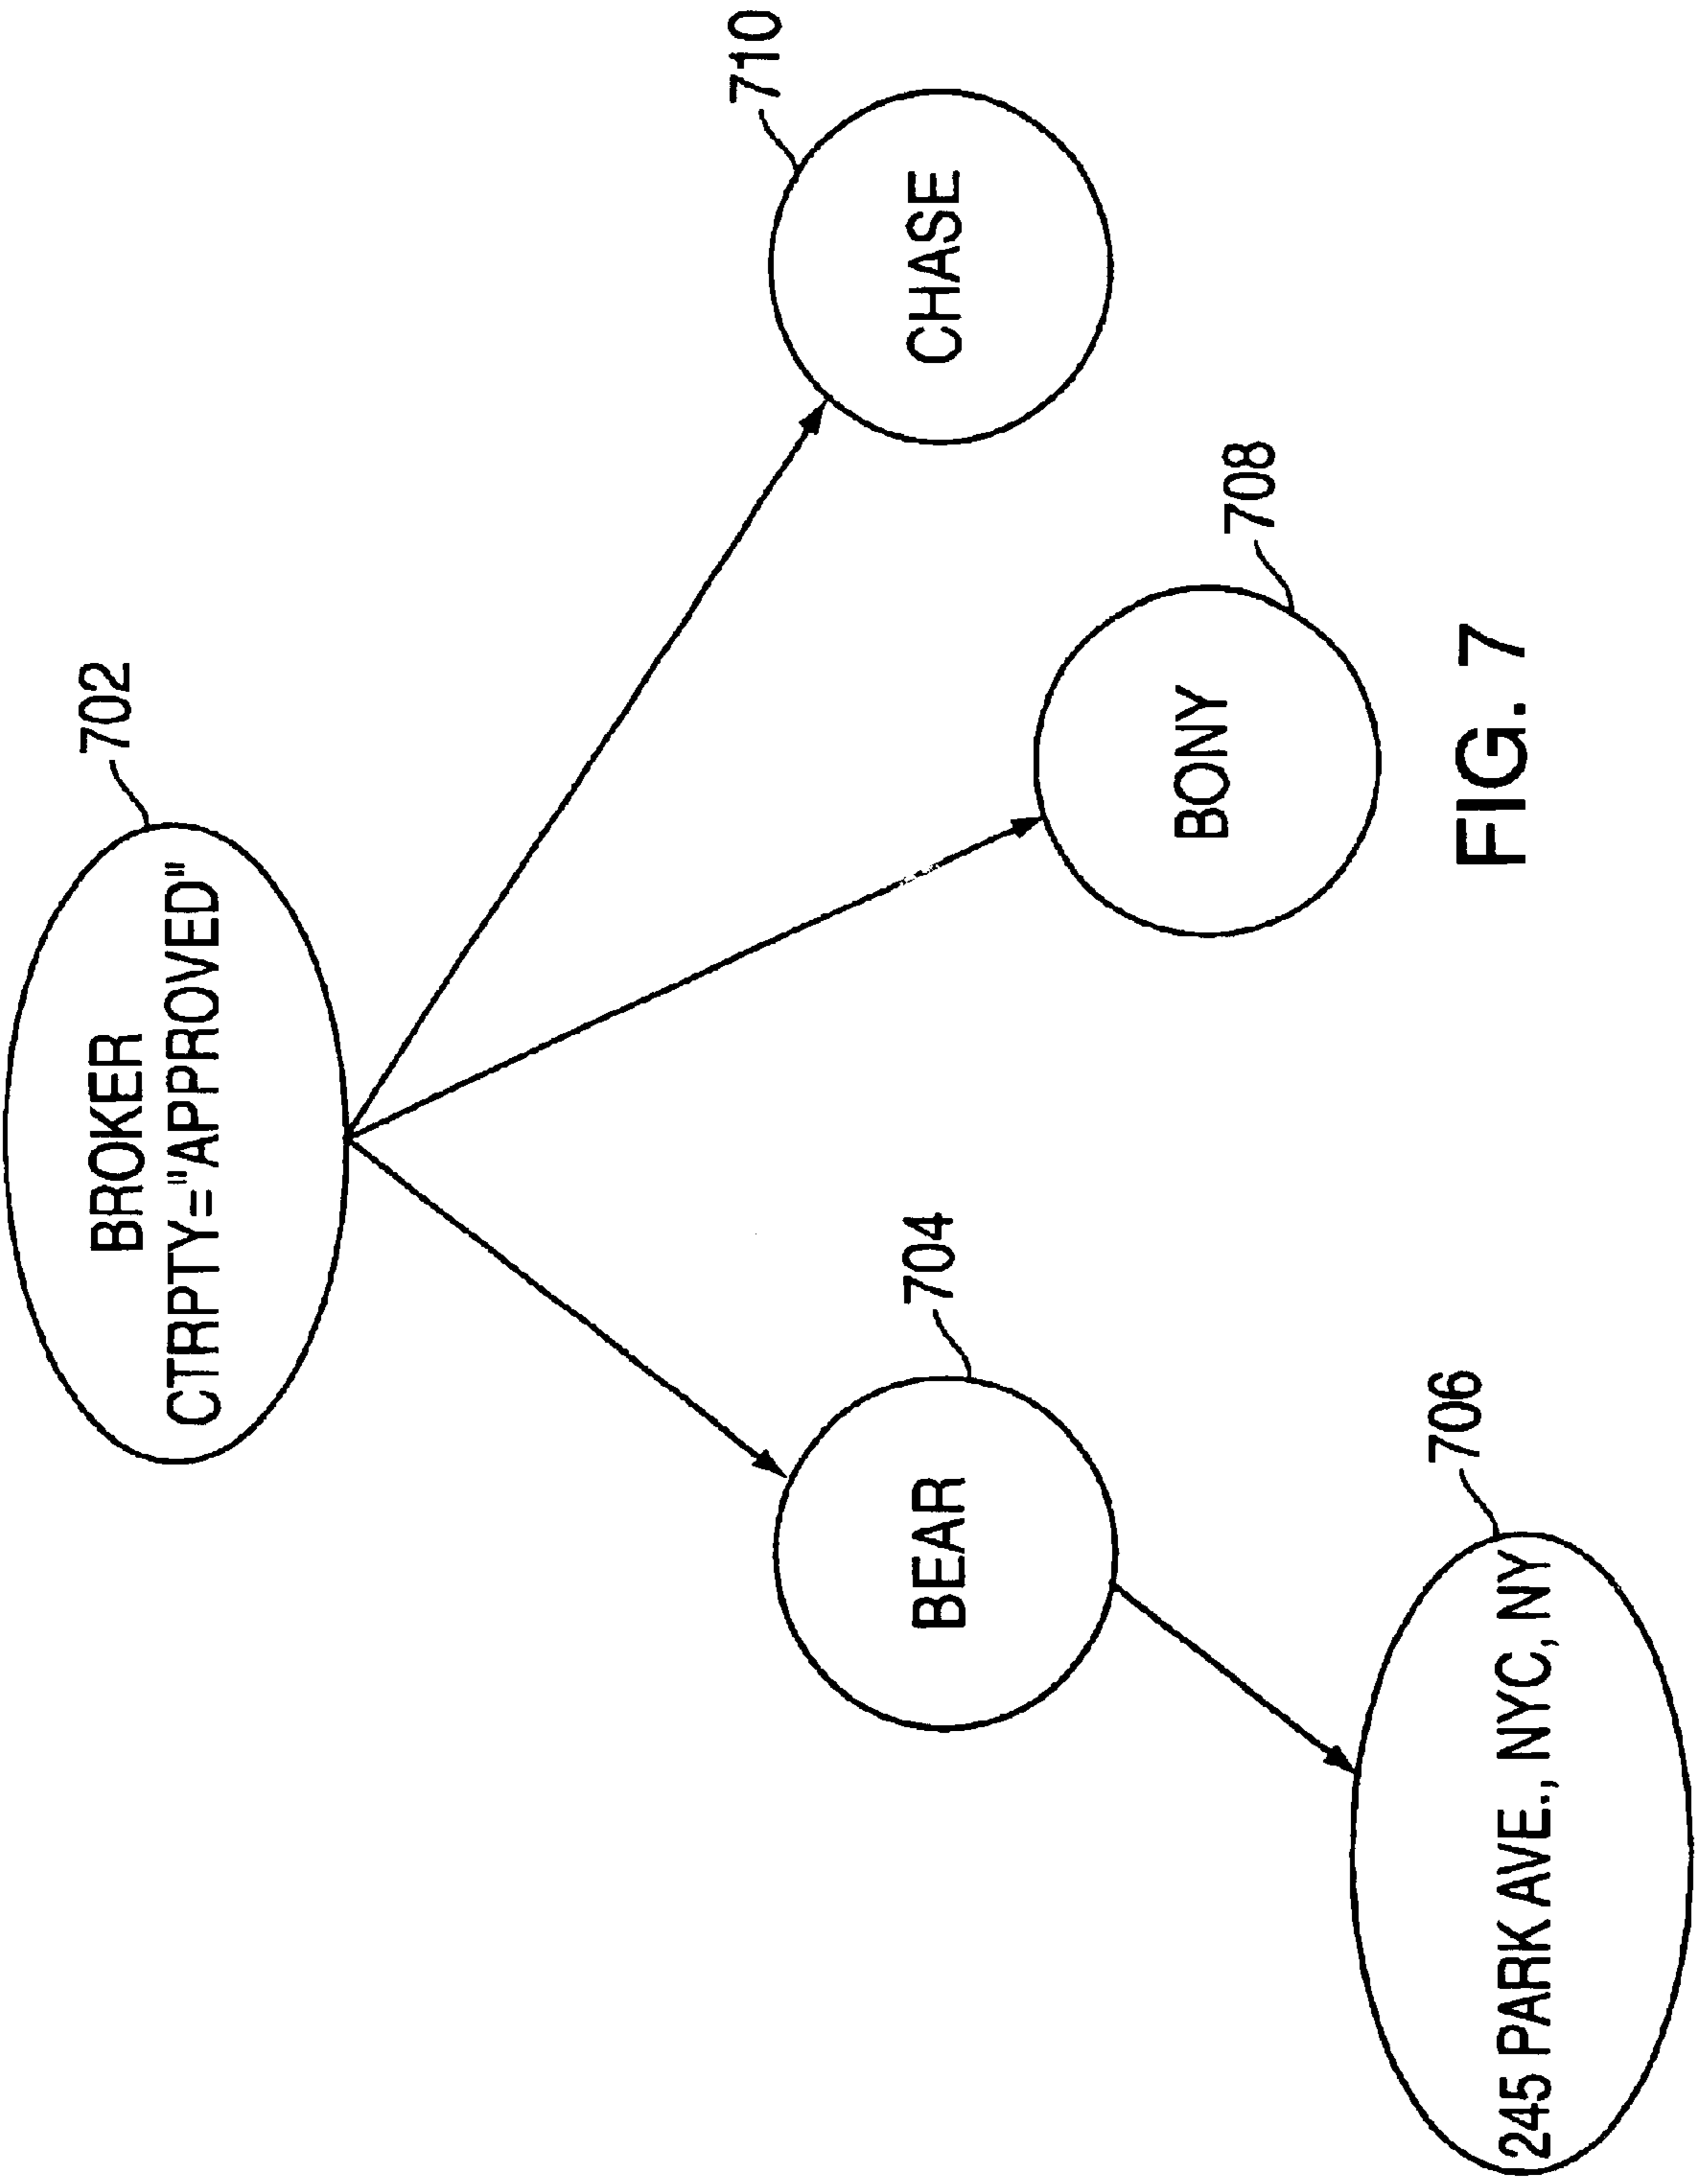 702
BROKER
CTRPTY="APPROVED"
704
BEAR
710
CHASE
706
245 PARK AVE., NYC, NY
708
BONY
FIG. 7